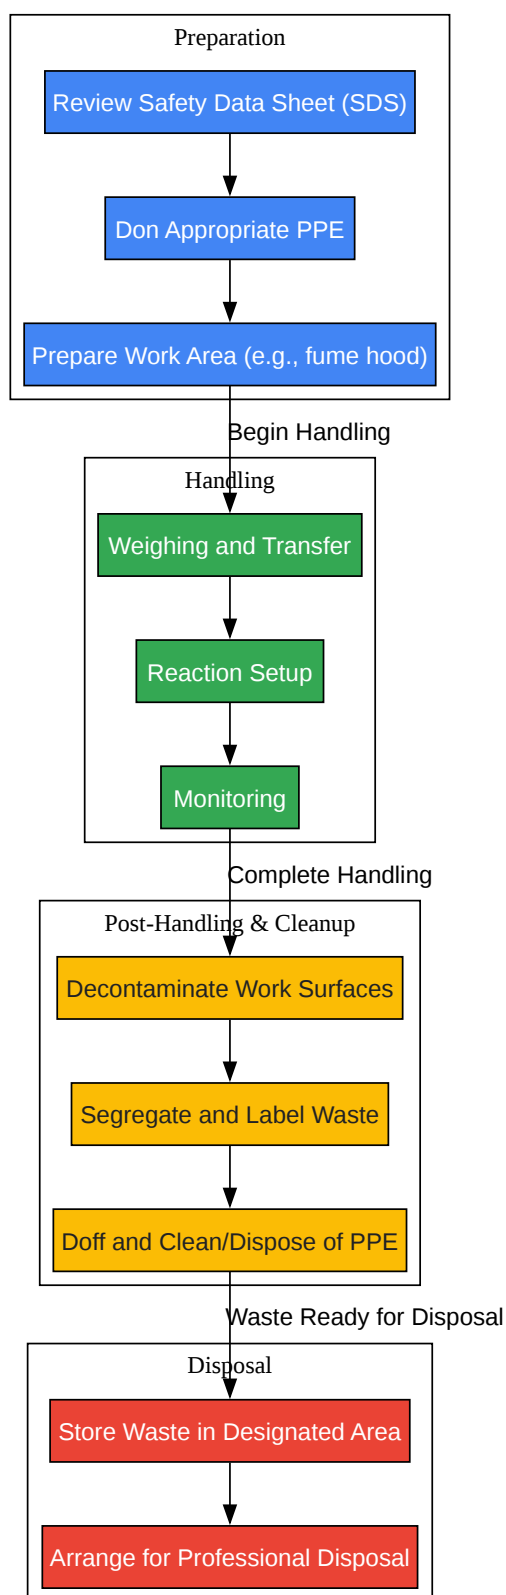 Preparation
Review Safety Data Sheet (SDS)
Don Appropriate PPE
Prepare Work Area (e.g., fume hood)
Begin Handling
Handling
Weighing and Transfer
Reaction Setup
Monitoring
Complete Handling
Post-Handling & Cleanup
Decontaminate Work Surfaces
Segregate and Label Waste
Doff and Clean/Dispose of PPE
Waste Ready for Disposal
Disposal
Store Waste in Designated Area
Arrange for Professional Disposal